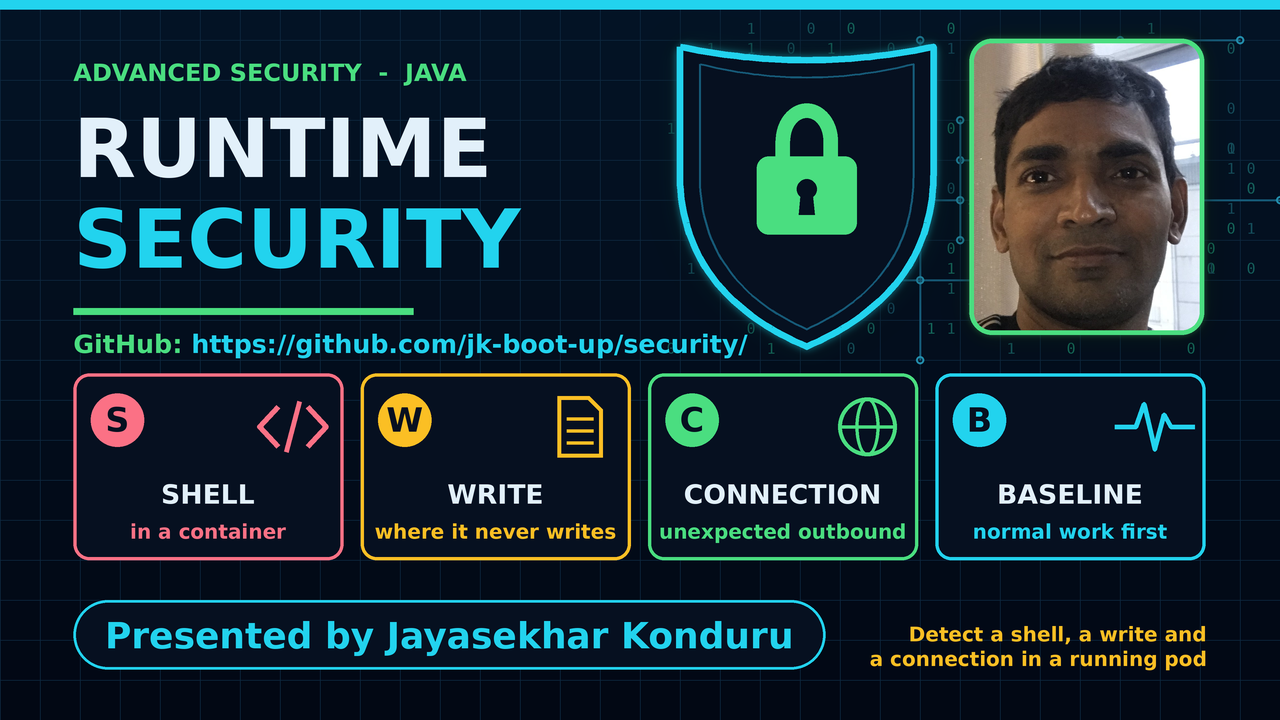 ADVANCED SECURITY - JAVA
RUNTIME
SECURITY
GitHub: https://github.com/jk-boot-up/security/
S
SHELL
in a container
W
WRITE
where it never writes
C
CONNECTION
unexpected outbound
B
BASELINE
normal work first
Presented by Jayasekhar Konduru
Detect a shell, a write and
a connection in a running pod